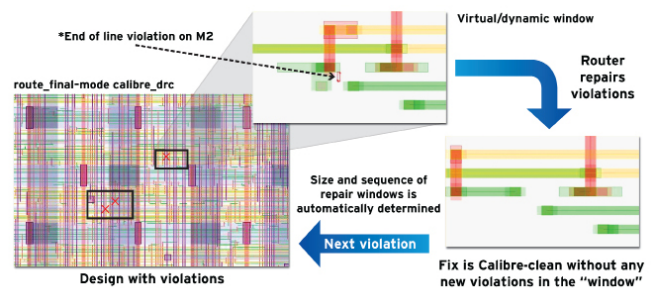 *End of line violation on M2
Virtual/dynamic window
route_final-mode calibre_drc
Router
repairs
violations
Size and sequence of
repair windows is
automatically determined
Next violation
Design with violations
Fix is Calibre-clean without any
new violations in the “window”